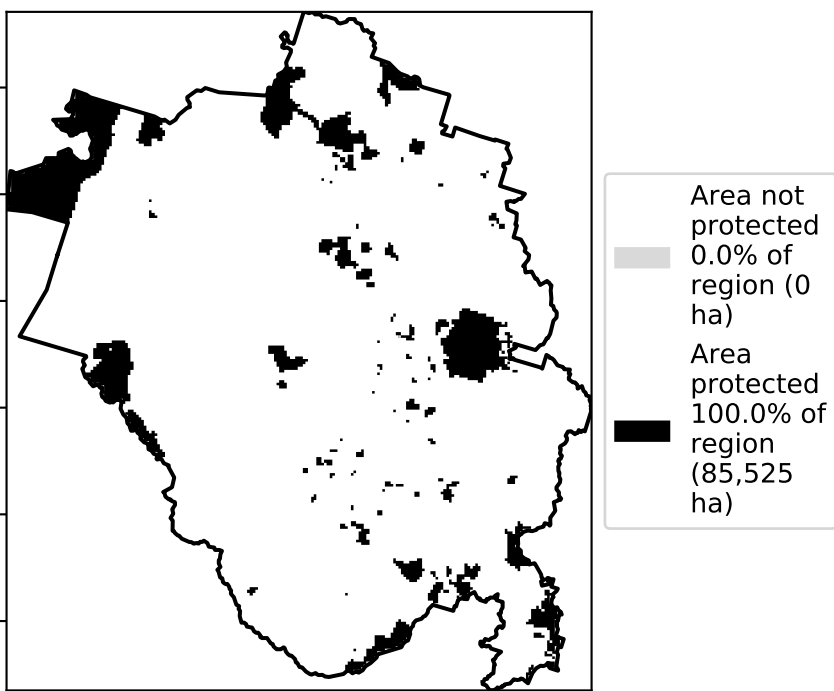 Area not
protected
0.0% of
region (0
ha)
Area
protected
100.0% of
region
(85,525
ha)